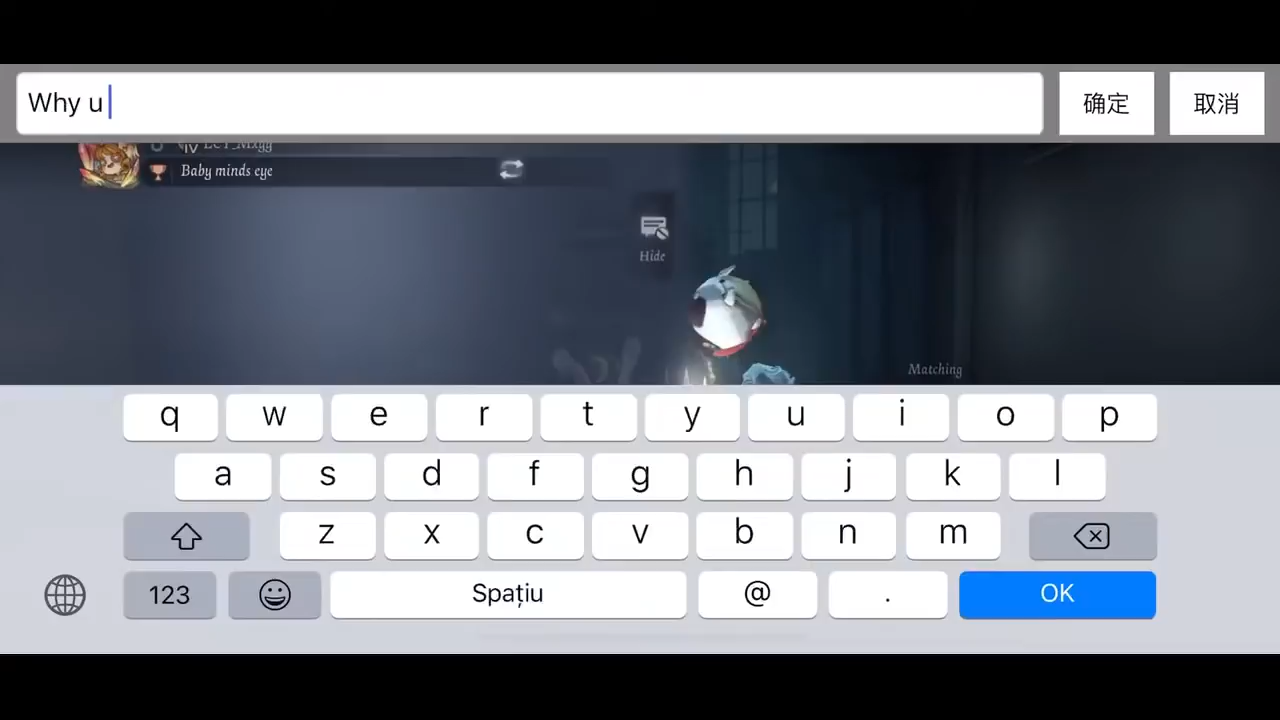 Why u
确定
取消
Baby minds eye
Hide
Matching
q w e r t y u i o p
a s d f g h j k l
z x c v b n m
123
Spațiu
@
.
OK